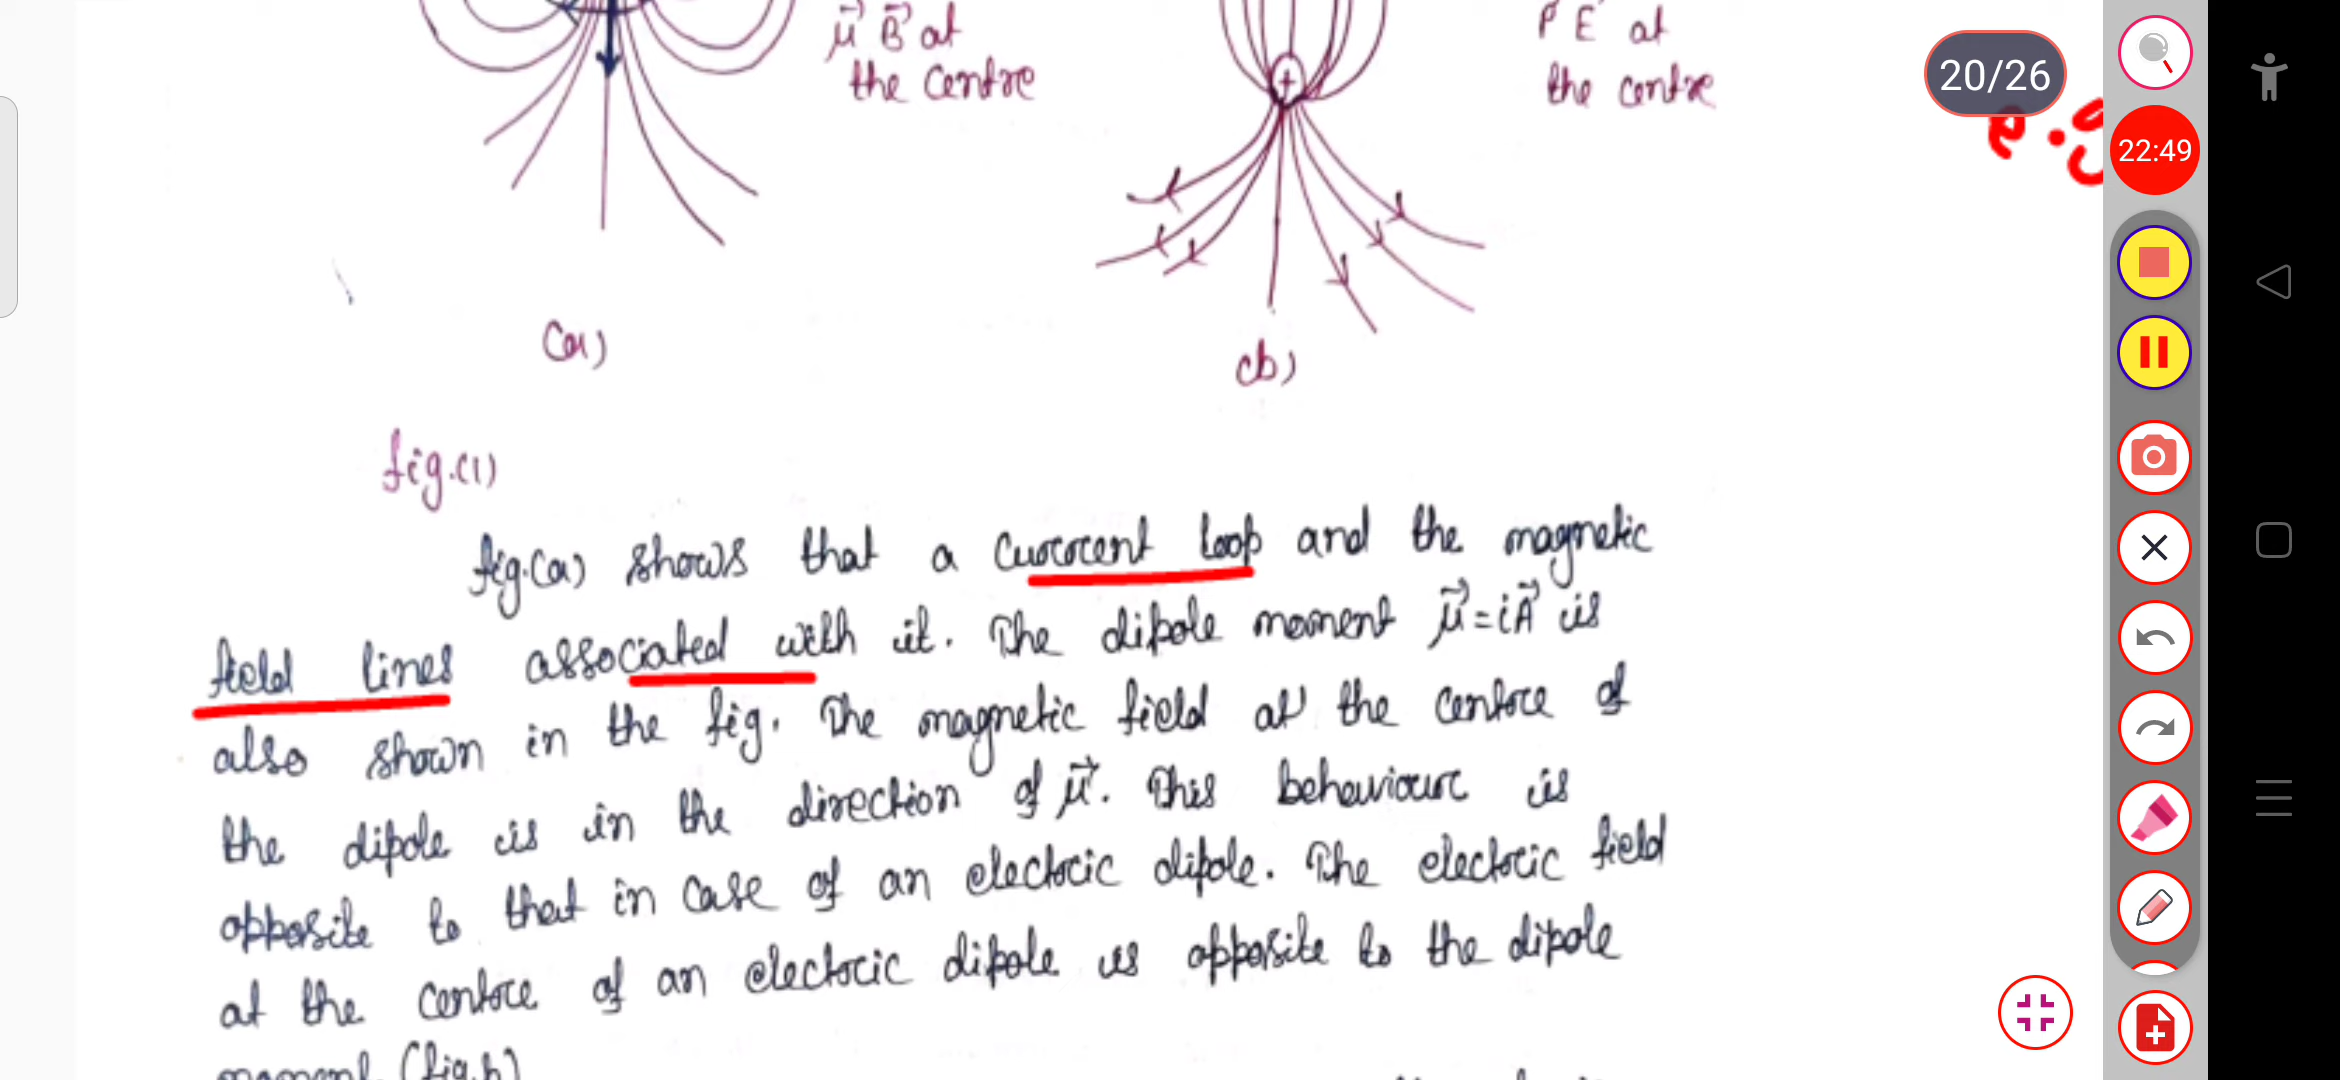 μ⃗ B⃗ at
the centre
P E at
the centre
20/26
e.g
22:49
(a)
(b)
fig.(1)
fig.(a) shows that a current loop and the magnetic
field lines associated with it. The dipole moment μ⃗ = iA⃗ is
also shown in the fig. The magnetic field at the centre of
the dipole is in the direction of μ⃗. This behaviour is
opposite to that in case of an electric dipole. The electric field
at the centre of an electric dipole is opposite to the dipole
moment (fig.b)